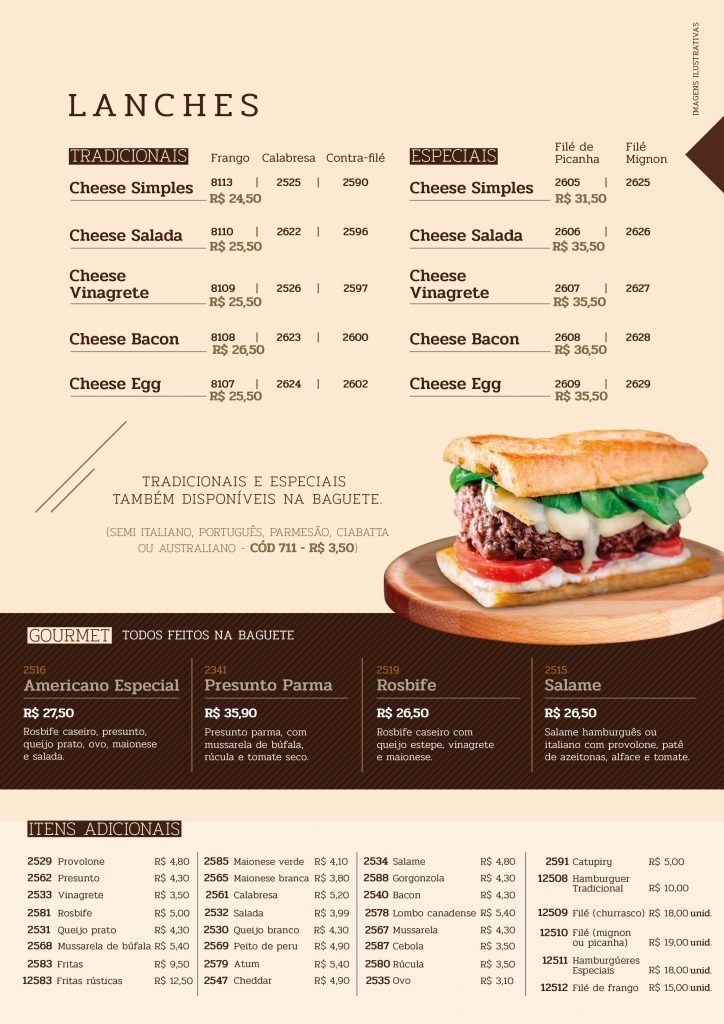 IMAGENS ILUSTRATIVAS
LANCHES
TRADICIONAIS Frango Calabresa Contra-filé
Cheese Simples 8113 | 2525 | 2590
R$ 24,50
Cheese Salada 8110 | 2622 | 2596
R$ 25,50
Cheese
Vinagrete 8109 | 2526 | 2597
R$ 25,50
Cheese Bacon 8108 | 2623 | 2600
R$ 26,50
Cheese Egg 8107 | 2624 | 2602
R$ 25,50
ESPECIAIS Filé de Picanha Filé Mignon
Cheese Simples 2605 | 2625
R$ 31,50
Cheese Salada 2606 | 2626
R$ 35,50
Cheese
Vinagrete 2607 | 2627
R$ 35,50
Cheese Bacon 2608 | 2628
R$ 36,50
Cheese Egg 2609 | 2629
R$ 35,50
TRADICIONAIS E ESPECIAIS
TAMBÉM DISPONÍVEIS NA BAGUETE.
(SEMI ITALIANO, PORTUGUÊS, PARMESÃO, CIABATTA
OU AUSTRALIANO - CÓD 711 - R$ 3,50)
GOURMET TODOS FEITOS NA BAGUETE
2516
Americano Especial
R$ 27,50
Rosbife caseiro, presunto,
queijo prato, ovo, maionese
e salada.
2341
Presunto Parma
R$ 35,90
Presunto parma, com
mussarela de búfala,
rúcula e tomate seco.
2519
Rosbife
R$ 26,50
Rosbife caseiro com
queijo estepe, vinagrete
e maionese.
2515
Salame
R$ 26,50
Salame hamburguês ou
italiano com provolone, patê
de azeitonas, alface e tomate.
ITENS ADICIONAIS
2529 Provolone R$ 4,80
2562 Presunto R$ 4,30
2533 Vinagrete R$ 3,50
2581 Rosbife R$ 5,00
2531 Queijo prato R$ 4,30
2568 Mussarela de búfala R$ 5,40
2583 Fritas R$ 9,50
12583 Fritas rústicas R$ 12,50
2585 Maionese verde R$ 4,10
2565 Maionese branca R$ 3,80
2561 Calabresa R$ 5,20
2532 Salada R$ 3,99
2530 Queijo branco R$ 4,30
2569 Peito de peru R$ 4,90
2579 Atum R$ 5,40
2547 Cheddar R$ 4,90
2534 Salame R$ 4,80
2588 Gorgonzola R$ 4,30
2540 Bacon R$ 4,30
2578 Lombo canadense R$ 5,40
2567 Mussarela R$ 4,30
2587 Cebola R$ 3,50
2580 Rúcula R$ 3,50
2535 Ovo R$ 3,10
2591 Catupiry R$ 5,00
12508 Hamburguer
Tradicional R$ 10,00
12509 Filé (churrasco) R$ 18,00 unid.
12510 Filé (mignon
ou picanha) R$ 19,00 unid.
12511 Hamburgúeres
Especiais R$ 18,00 unid.
12512 Filé de frango R$ 15,00 unid.